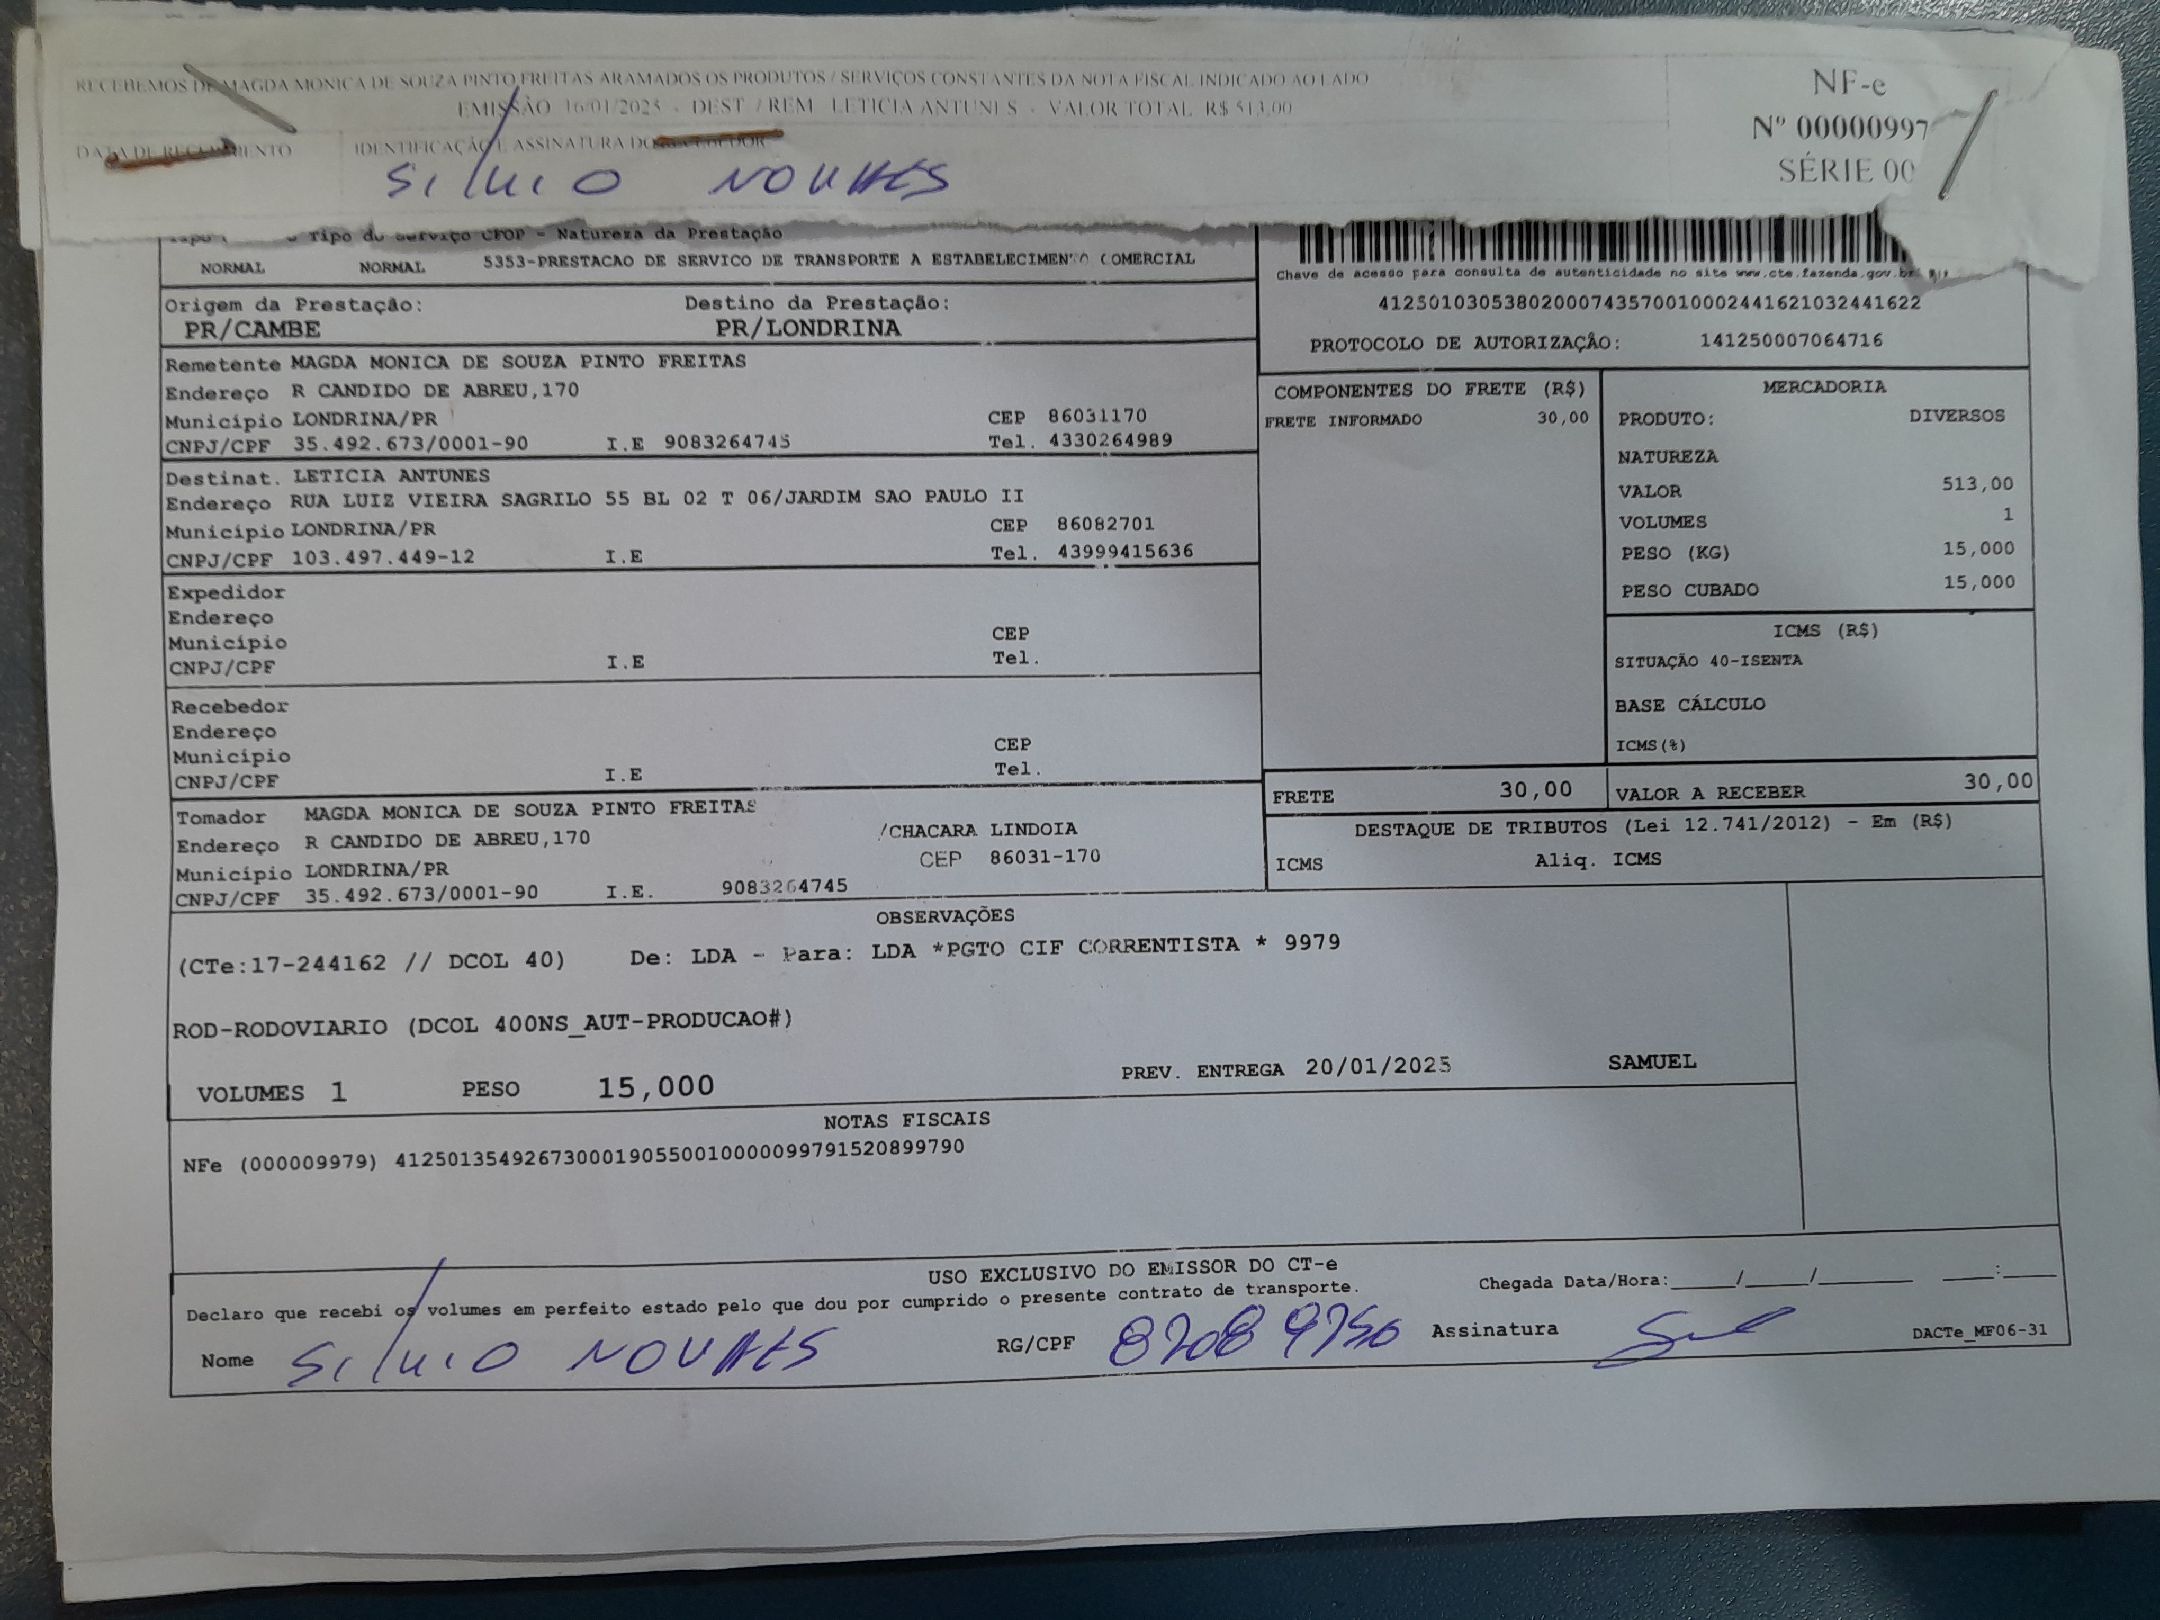 RECEBEMOS DE MAGDA MONICA DE SOUZA PINTO FREITAS ARAMADOS OS PRODUTOS / SERVIÇOS CONSTANTES DA NOTA FISCAL INDICADO AO LADO
EMISSÃO 16/01/2025 - DEST / REM LETICIA ANTUNES - VALOR TOTAL R$ 513,00
NF-e
Nº 00000997
SÉRIE 00
DATA DE RECEBIMENTO IDENTIFICAÇÃO E ASSINATURA DO
SILVIO NOVAES
Tipo do Serviço CFOP - Natureza da Prestação
NORMAL NORMAL 5353-PRESTACAO DE SERVICO DE TRANSPORTE A ESTABELECIMENTO COMERCIAL
Chave de acesso para consulta de autenticidade no site www.cte.fazenda.gov.br
41250103053802000743570010002441621032441622
PROTOCOLO DE AUTORIZAÇÃO: 141250007064716
Origem da Prestação: Destino da Prestação:
PR/CAMBE PR/LONDRINA
Remetente MAGDA MONICA DE SOUZA PINTO FREITAS
Endereço R CANDIDO DE ABREU,170
Município LONDRINA/PR CEP 86031170
CNPJ/CPF 35.492.673/0001-90 I.E 9083264745 Tel. 4330264989
Destinat. LETICIA ANTUNES
Endereço RUA LUIZ VIEIRA SAGRILO 55 BL 02 T 06/JARDIM SAO PAULO II
Município LONDRINA/PR CEP 86082701
CNPJ/CPF 103.497.449-12 I.E Tel. 43999415636
Expedidor
Endereço
Município CEP
CNPJ/CPF I.E Tel.
Recebedor
Endereço
Município CEP
CNPJ/CPF I.E Tel.
Tomador MAGDA MONICA DE SOUZA PINTO FREITAS
Endereço R CANDIDO DE ABREU,170 /CHACARA LINDOIA
Município LONDRINA/PR CEP 86031-170
CNPJ/CPF 35.492.673/0001-90 I.E. 9083264745
COMPONENTES DO FRETE (R$)
FRETE INFORMADO 30,00
MERCADORIA
PRODUTO: DIVERSOS
NATUREZA
VALOR 513,00
VOLUMES 1
PESO (KG) 15,000
PESO CUBADO 15,000
ICMS (R$)
SITUAÇÃO 40-ISENTA
BASE CÁLCULO
ICMS(%)
FRETE 30,00 VALOR A RECEBER 30,00
DESTAQUE DE TRIBUTOS (Lei 12.741/2012) - Em (R$)
ICMS Aliq. ICMS
OBSERVAÇÕES
(CTe:17-244162 // DCOL 40) De: LDA - Para: LDA *PGTO CIF CORRENTISTA * 9979
ROD-RODOVIARIO (DCOL 400NS_AUT-PRODUCAO#)
VOLUMES 1 PESO 15,000 PREV. ENTREGA 20/01/2025 SAMUEL
NOTAS FISCAIS
NFe (000009979) 41250135492673000190550010000099791520899790
USO EXCLUSIVO DO EMISSOR DO CT-e
Declaro que recebi os volumes em perfeito estado pelo que dou por cumprido o presente contrato de transporte.
Chegada Data/Hora:_____/_____/________ ____:____
Nome SILVIO NOVAES RG/CPF 82089756 Assinatura
DACTe_MF06-31